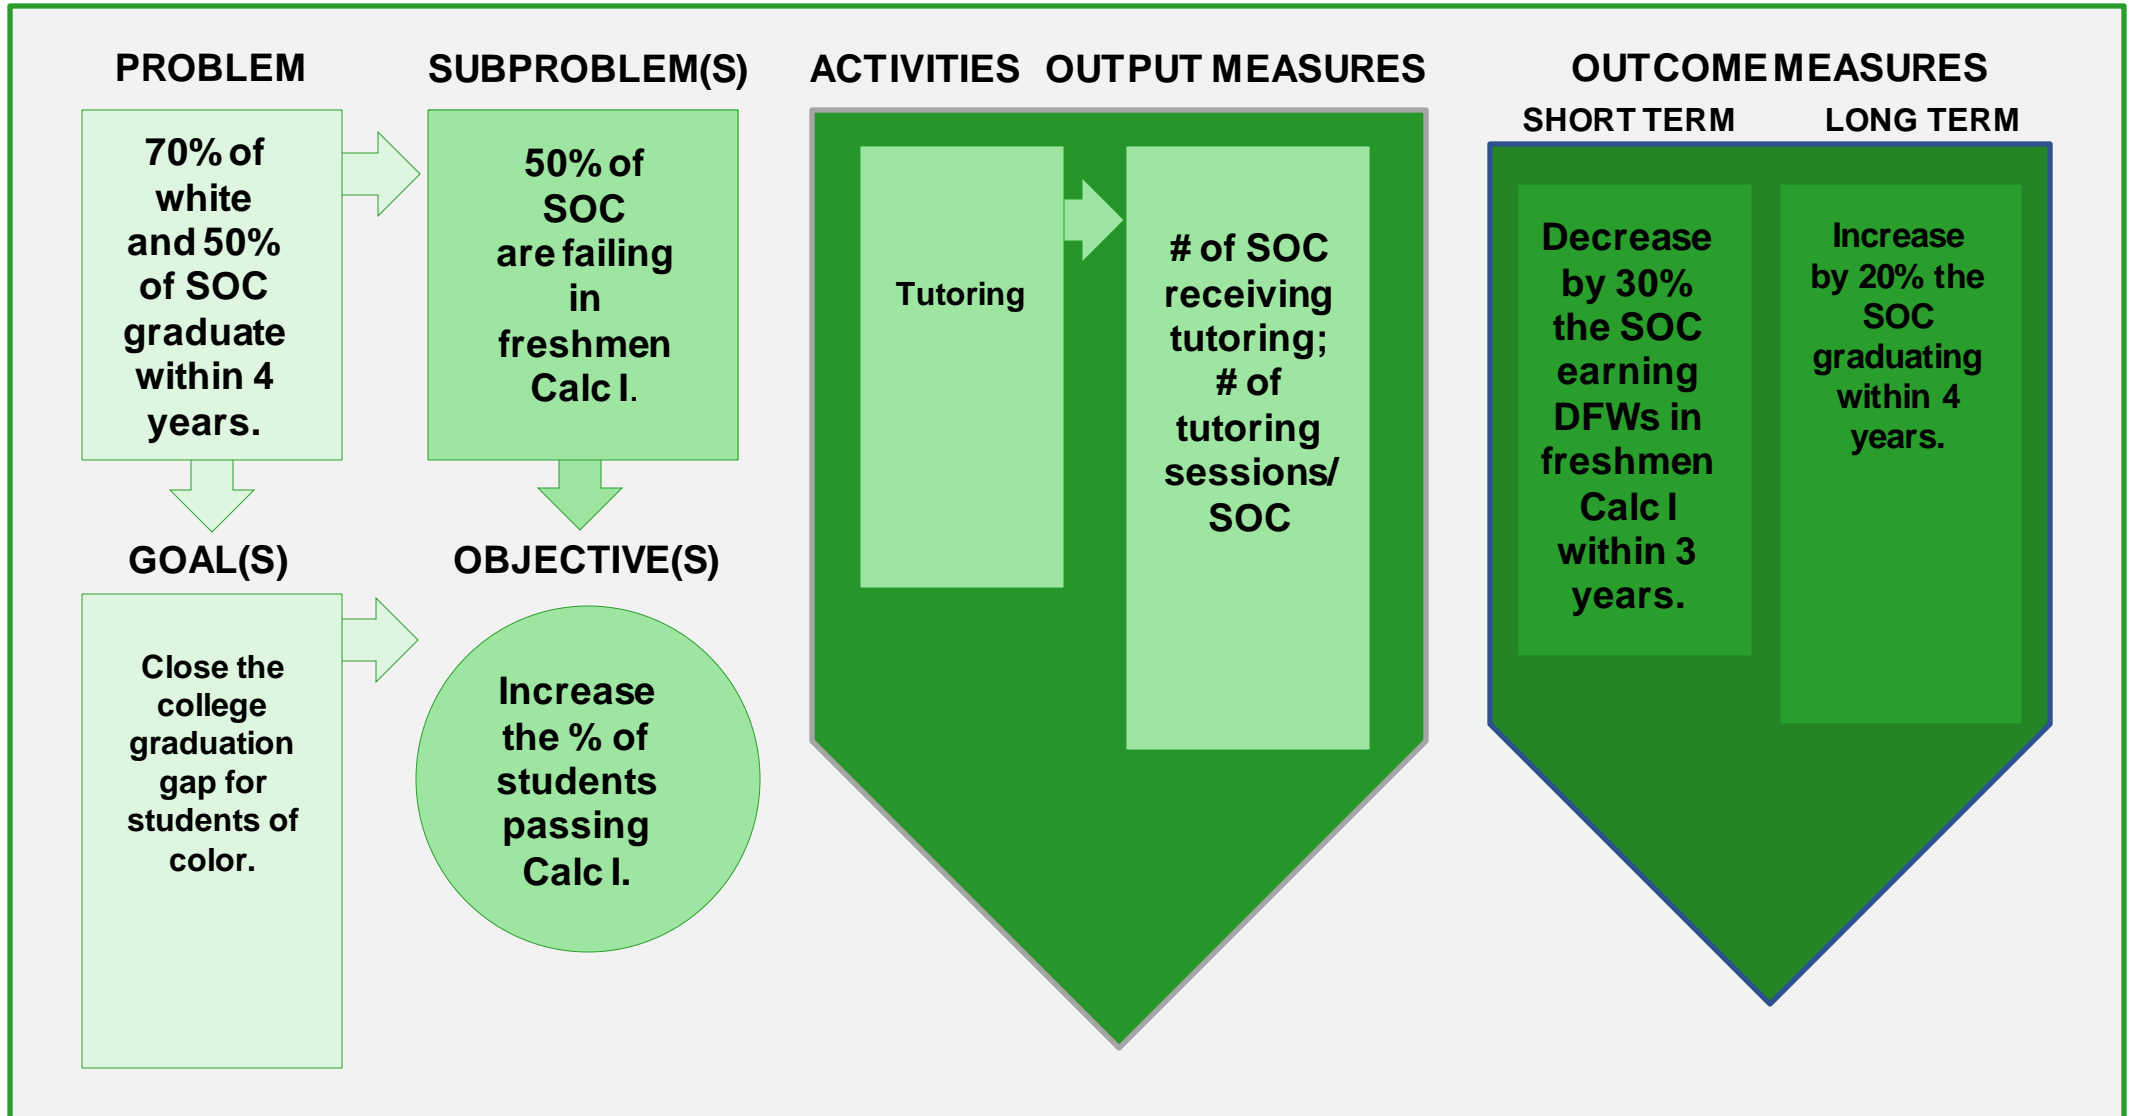 PROBLEM
70% of
white
and 50%
of SOC
graduate
within 4
years.
SUBPROBLEM(S)
50% of
SOC
are failing
in
freshmen
Calc I.
GOAL(S)
Close the
college
graduation
gap for
students of
color.
OBJECTIVE(S)
Increase
the % of
students
passing
Calc I.
ACTIVITIES
Tutoring
OUTPUT MEASURES
# of SOC
receiving
tutoring;
# of
tutoring
sessions/
SOC
OUTCOME MEASURES
SHORT TERM
Decrease
by 30%
the SOC
earning
DFWs in
freshmen
Calc I
within 3
years.
LONG TERM
Increase
by 20% the
SOC
graduating
within 4
years.